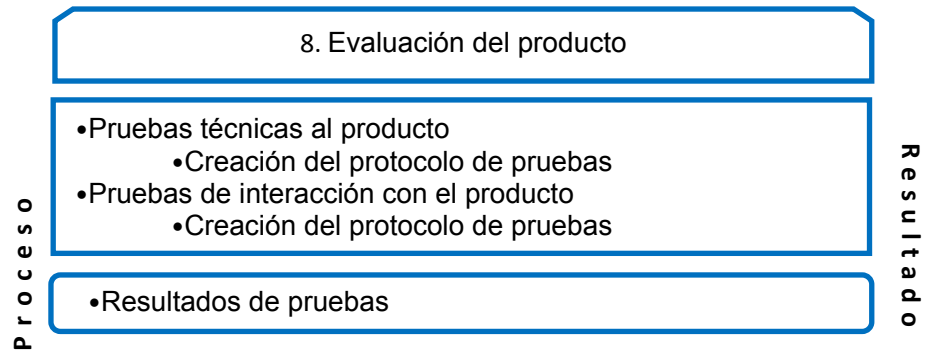 8. Evaluación del producto
•Pruebas técnicas al producto
•Creación del protocolo de pruebas
•Pruebas de interacción con el producto
•Creación del protocolo de pruebas
•Resultados de pruebas
Proceso
Resultado